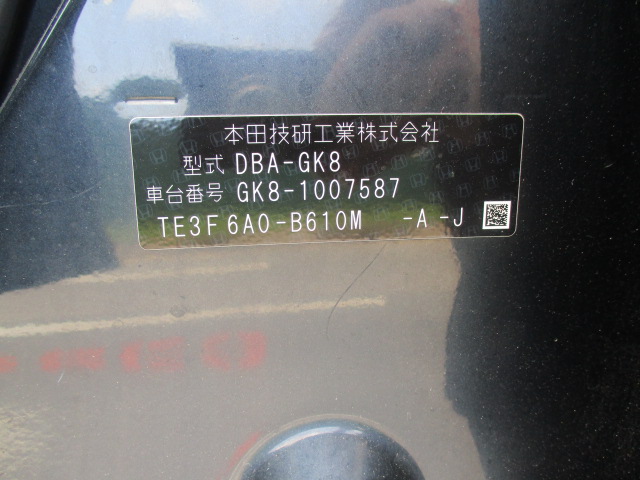 本田技研工業株式会社
型式 DBA-GK8
車台番号 GK8-1007587
TE3F6A0-B610M -A-J